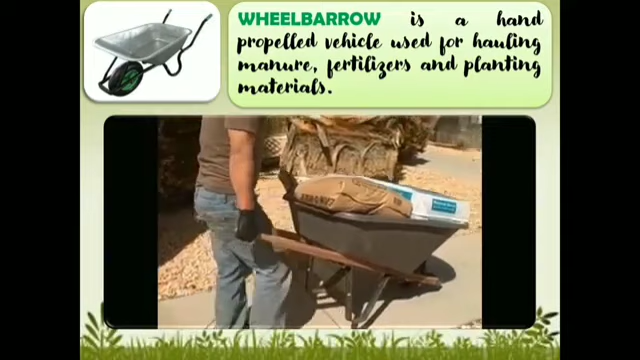 WHEELBARROW is a hand
propelled vehicle used for hauling
manure, fertilizers and planting
materials.